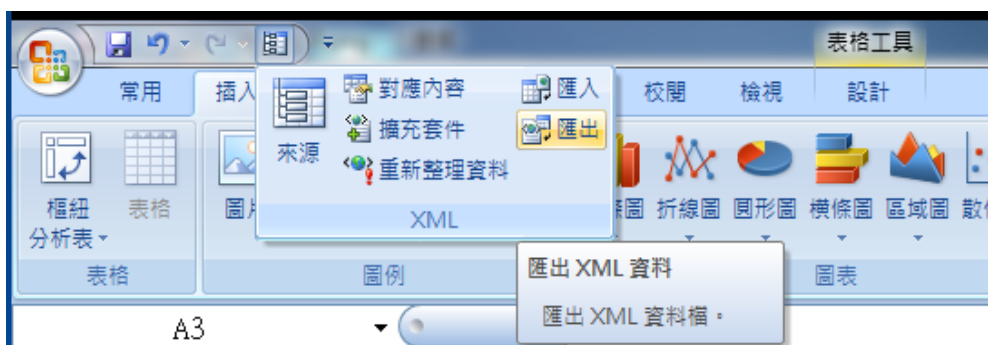 表格工具
常用
插入
校閱
檢視
設計
對應內容
匯入
擴充套件
匯出
來源
重新整理資料
XML
樞紐
分析表
表格
折線圖
圓形圖
橫條圖
區域圖
表格
圖例
圖表
匯出 XML 資料
匯出 XML 資料檔。
A3